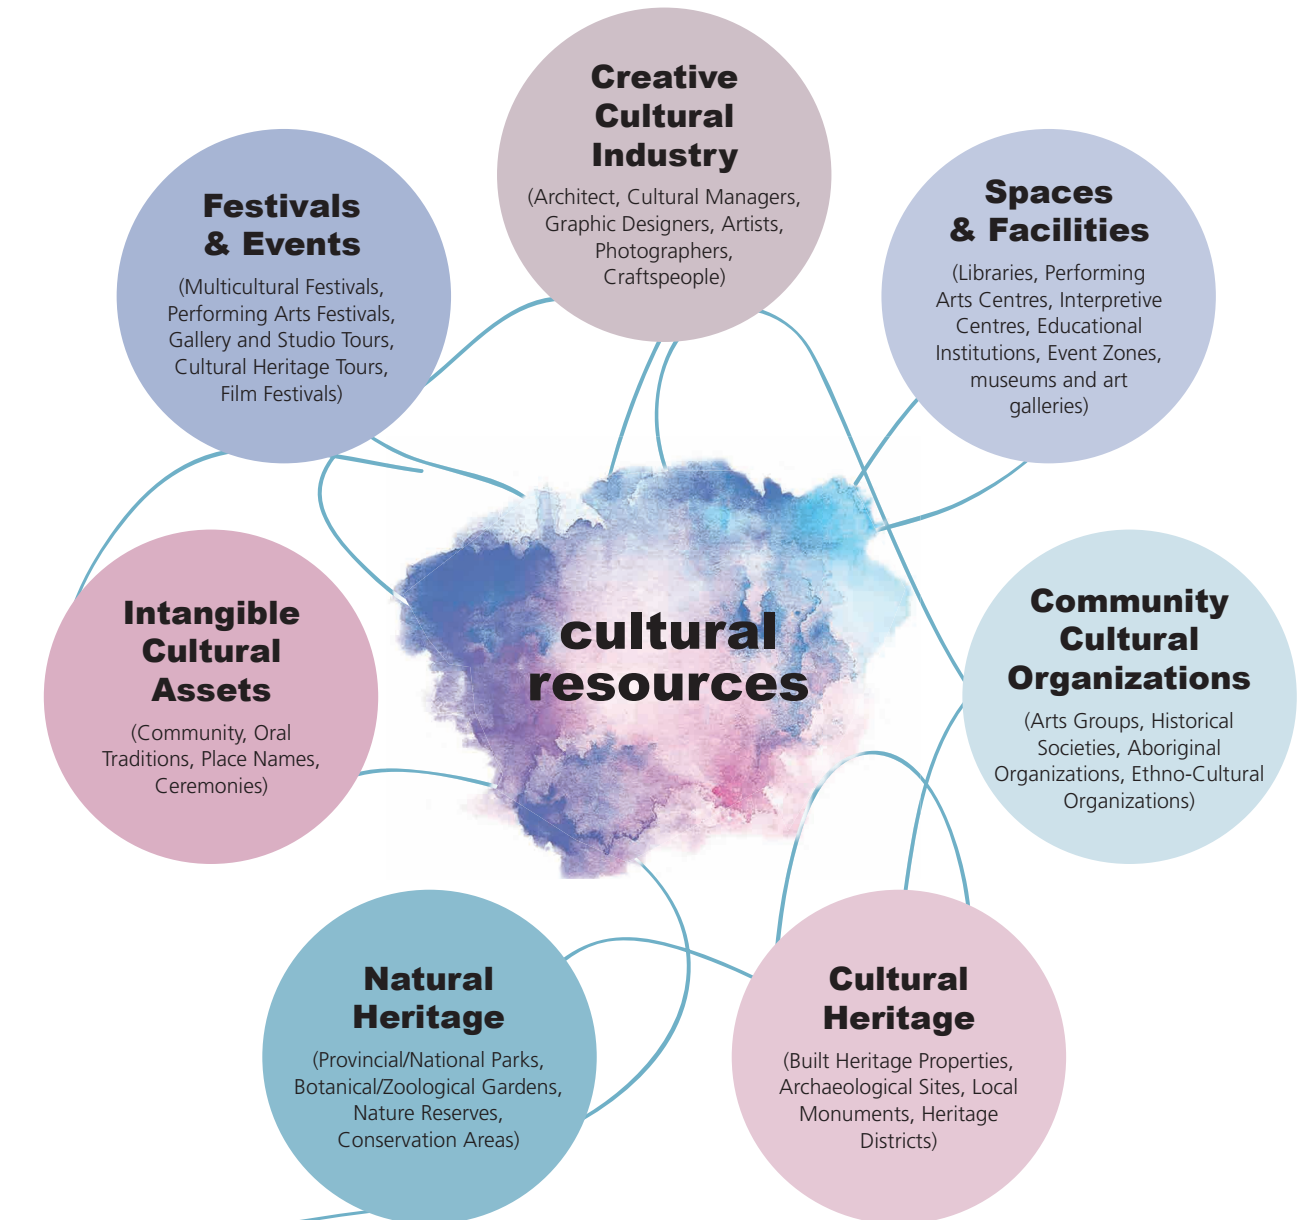 Creative
Cultural
Industry
(Architect, Cultural Managers,
Graphic Designers, Artists,
Photographers,
Craftspeople)
Festivals
& Events
(Multicultural Festivals,
Performing Arts Festivals,
Gallery and Studio Tours,
Cultural Heritage Tours,
Film Festivals)
Spaces
& Facilities
(Libraries, Performing
Arts Centres, Interpretive
Centres, Educational
Institutions, Event Zones,
museums and art
galleries)
cultural
resources
Intangible
Cultural
Assets
(Community, Oral
Traditions, Place Names,
Ceremonies)
Community
Cultural
Organizations
(Arts Groups, Historical
Societies, Aboriginal
Organizations, Ethno-Cultural
Organizations)
Natural
Heritage
(Provincial/National Parks,
Botanical/Zoological Gardens,
Nature Reserves,
Conservation Areas)
Cultural
Heritage
(Built Heritage Properties,
Archaeological Sites, Local
Monuments, Heritage
Districts)